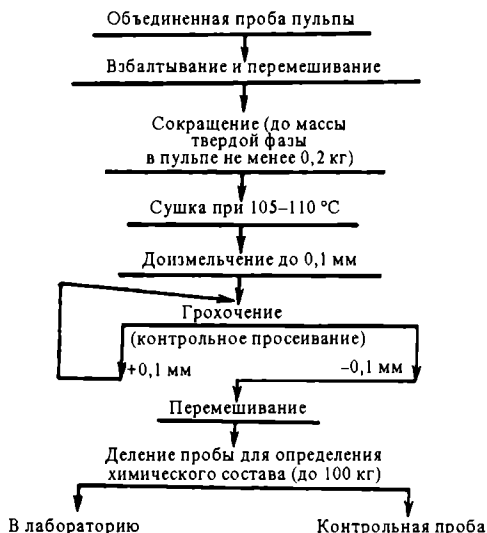 Объединенная проба пульпы
Взбалтывание и перемешивание
Сокращение (до массы
твердой фазы
в пульпе не менее 0,2 кг)
Сушка при 105–110 °С
Доизмельчение до 0,1 мм
Грохочение
(контрольное просеивание)
+0,1 мм
–0,1 мм
Перемешивание
Деление пробы для определения
химического состава (до 100 кг)
В лабораторию
Контрольная проба